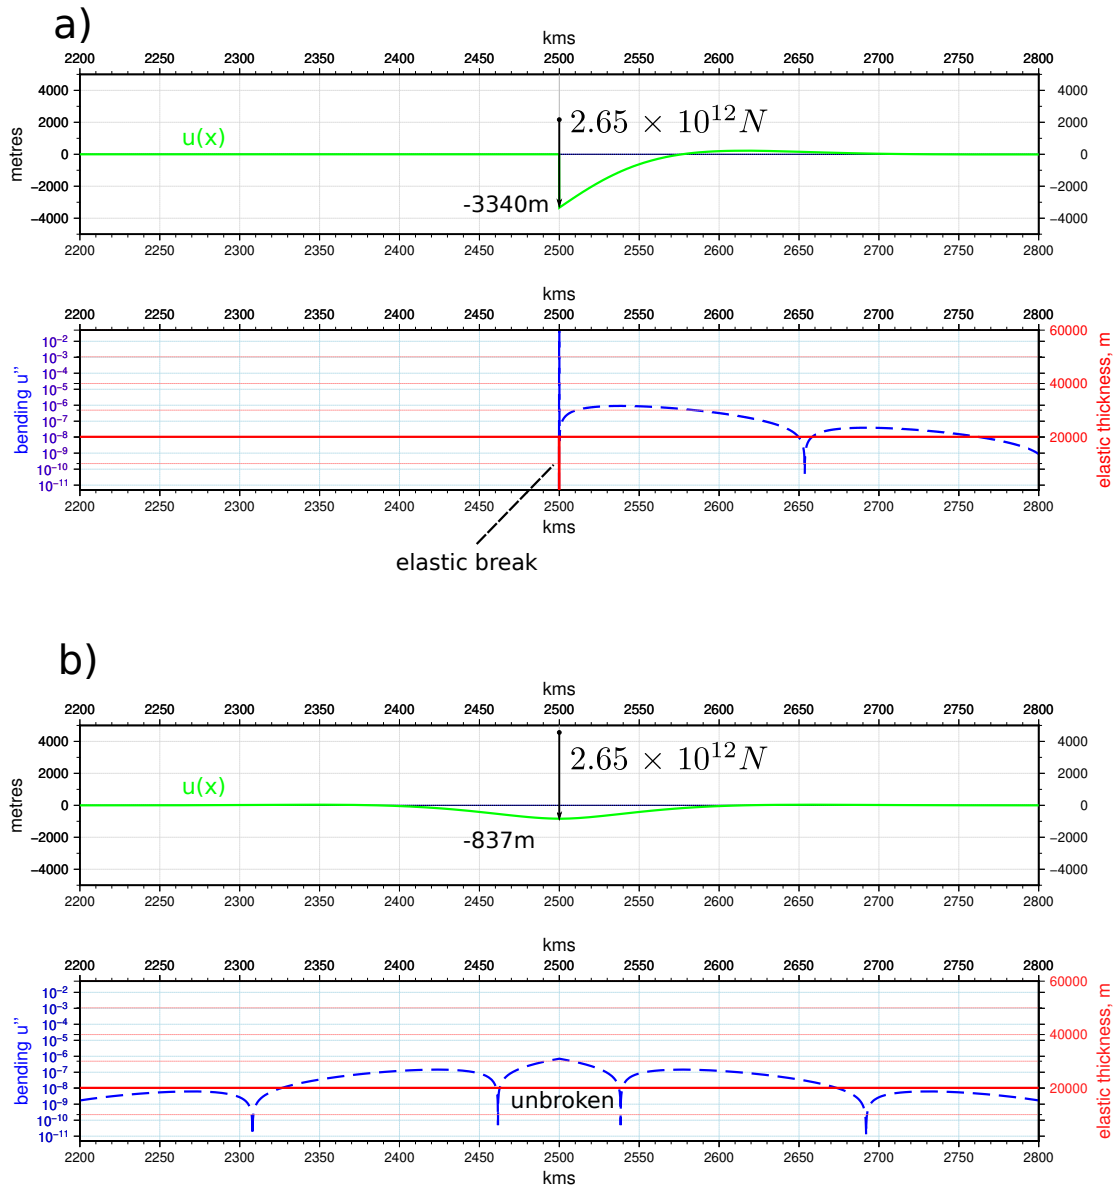 a)
kms
2200 2250 2300 2350 2400 2450 2500 2550 2600 2650 2700 2750 2800
4000 4000
2.65 × 10¹²N
2000 2000
u(x)
metres
0 0
−2000 −2000
-3340m
−4000 −4000
2200 2250 2300 2350 2400 2450 2500 2550 2600 2650 2700 2750 2800
kms
2200 2250 2300 2350 2400 2450 2500 2550 2600 2650 2700 2750 2800
bending u''
10⁻²
10⁻³
10⁻⁴
10⁻⁵
10⁻⁶
10⁻⁷
10⁻⁸
10⁻⁹
10⁻¹⁰
10⁻¹¹
60000
40000
20000
elastic thickness, m
2200 2250 2300 2350 2400 2450 2500 2550 2600 2650 2700 2750 2800
kms
elastic break
b)
kms
2200 2250 2300 2350 2400 2450 2500 2550 2600 2650 2700 2750 2800
4000 4000
2.65 × 10¹²N
2000 2000
u(x)
metres
0 0
-837m
−2000 −2000
−4000 −4000
2200 2250 2300 2350 2400 2450 2500 2550 2600 2650 2700 2750 2800
kms
2200 2250 2300 2350 2400 2450 2500 2550 2600 2650 2700 2750 2800
bending u''
10⁻²
10⁻³
10⁻⁴
10⁻⁵
10⁻⁶
10⁻⁷
10⁻⁸
10⁻⁹
10⁻¹⁰
10⁻¹¹
unbroken
60000
40000
20000
elastic thickness, m
2200 2250 2300 2350 2400 2450 2500 2550 2600 2650 2700 2750 2800
kms